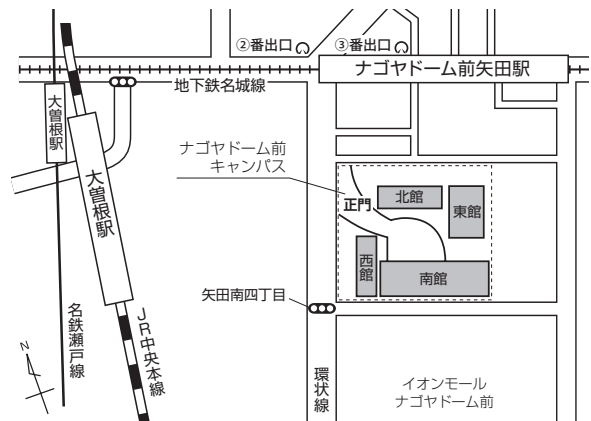 ②番出口
③番出口
ナゴヤドーム前矢田駅
地下鉄名城線
大曽根駅
大曽根駅
ナゴヤドーム前
キャンパス
正門
北館
東館
西館
南館
矢田南四丁目
名鉄瀬戸線
JR中央本線
環状線
イオンモール
ナゴヤドーム前
N